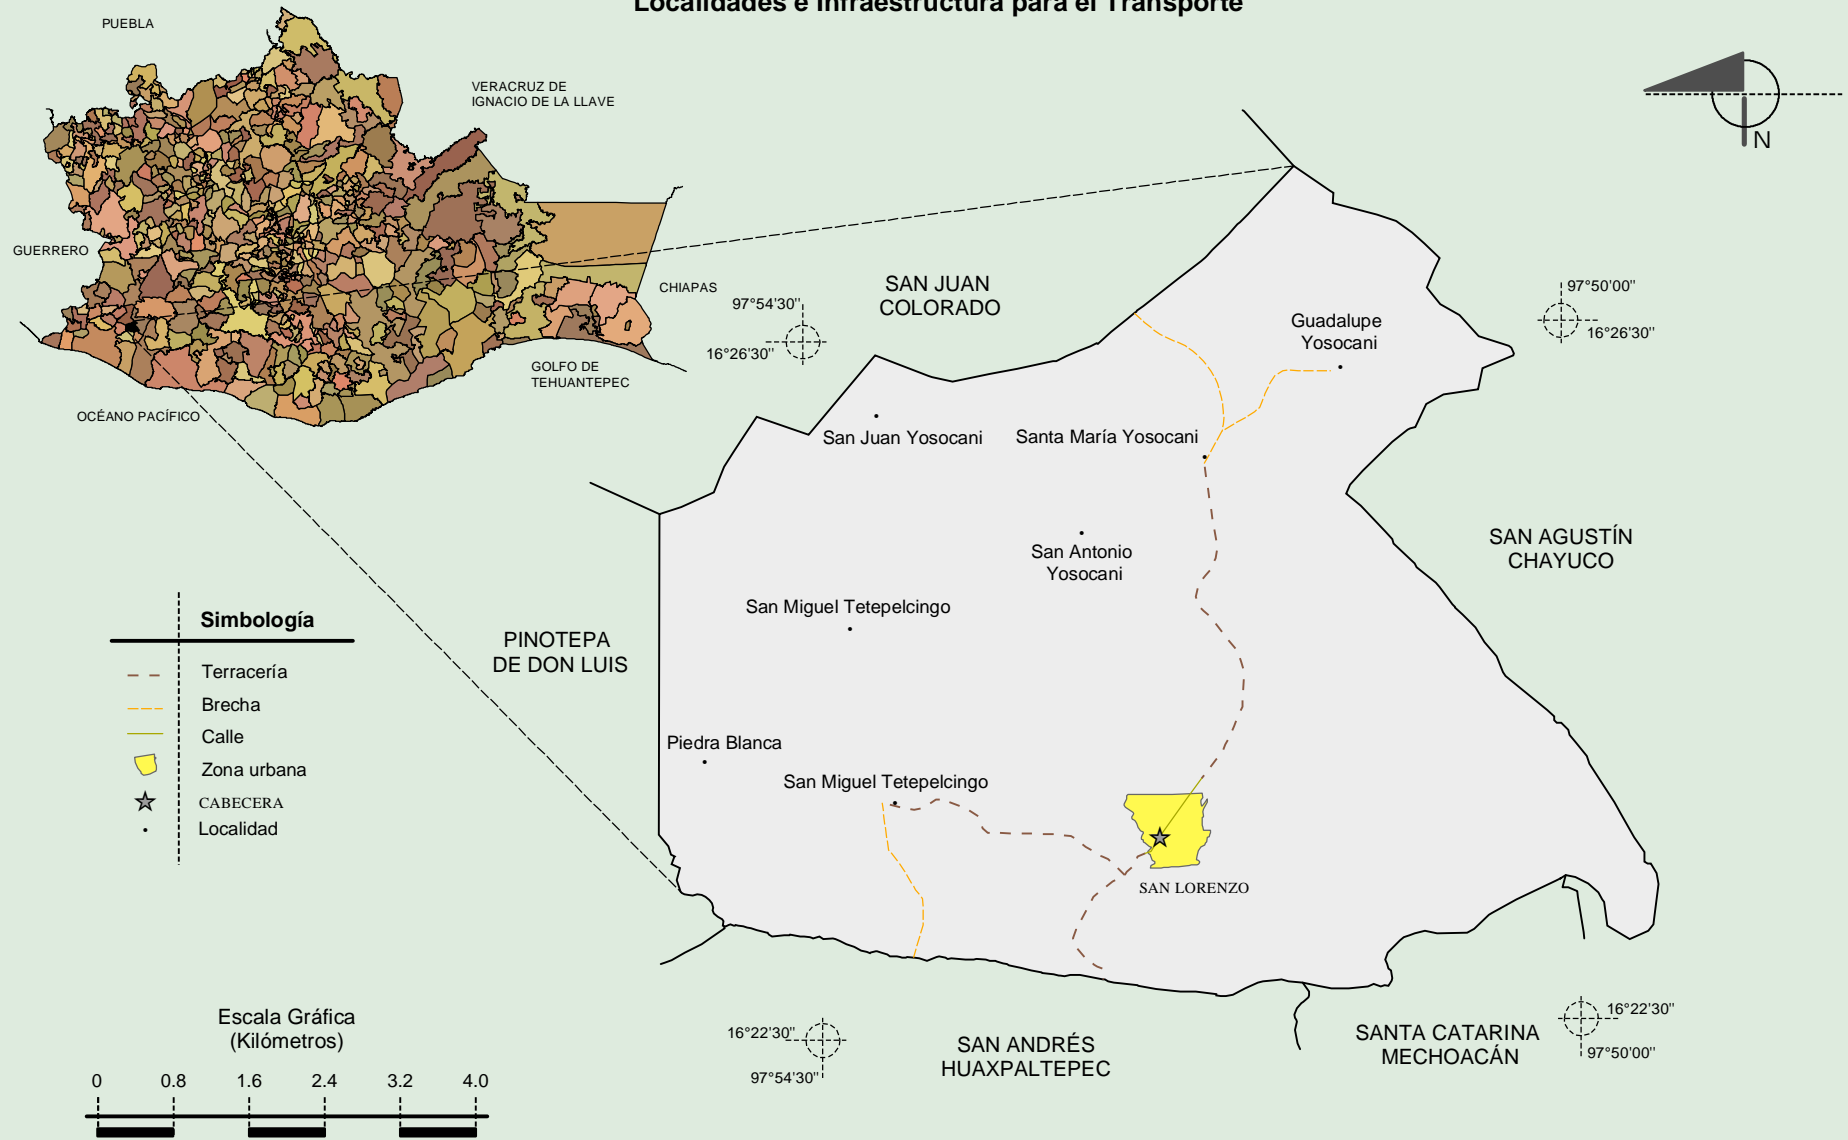 Localidades e Infraestructura para el Transporte
PUEBLA
VERACRUZ DE
IGNACIO DE LA LLAVE
GUERRERO
CHIAPAS
GOLFO DE
TEHUANTEPEC
OCÉANO PACÍFICO
N
97°54'30"
16°26'30"
97°50'00"
16°26'30"
SAN JUAN
COLORADO
Guadalupe
Yosocani
San Juan Yosocani
Santa María Yosocani
San Antonio
Yosocani
SAN AGUSTÍN
CHAYUCO
San Miguel Tetepelcingo
PINOTEPA
DE DON LUIS
Piedra Blanca
San Miguel Tetepelcingo
SAN LORENZO
Simbología
Terracería
Brecha
Calle
Zona urbana
CABECERA
Localidad
Escala Gráfica
(Kilómetros)
0 0.8 1.6 2.4 3.2 4.0
16°22'30"
97°54'30"
SAN ANDRÉS
HUAXPALTEPEC
SANTA CATARINA
MECHOACÁN
16°22'30"
97°50'00"